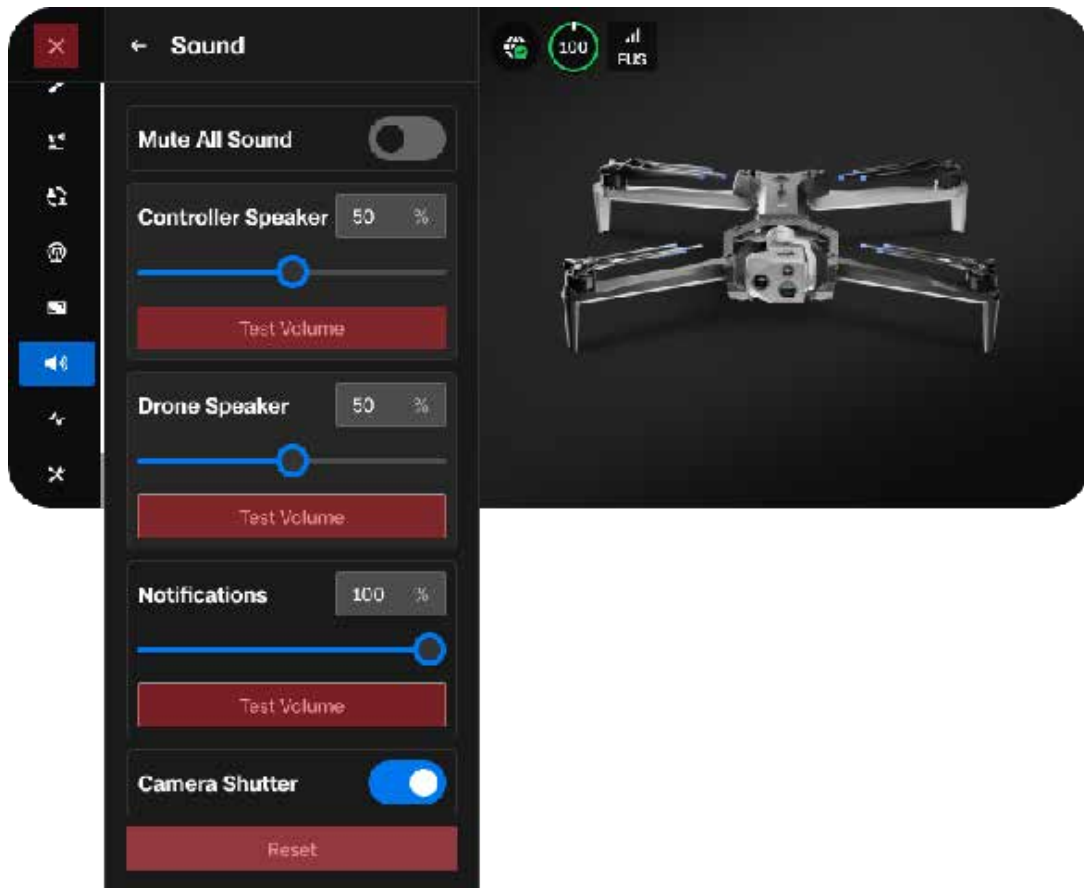 Sound
100
FUS
Mute All Sound
Controller Speaker 50 %
Test Volume
Drone Speaker 50 %
Test Volume
Notifications 100 %
Test Volume
Camera Shutter
Reset